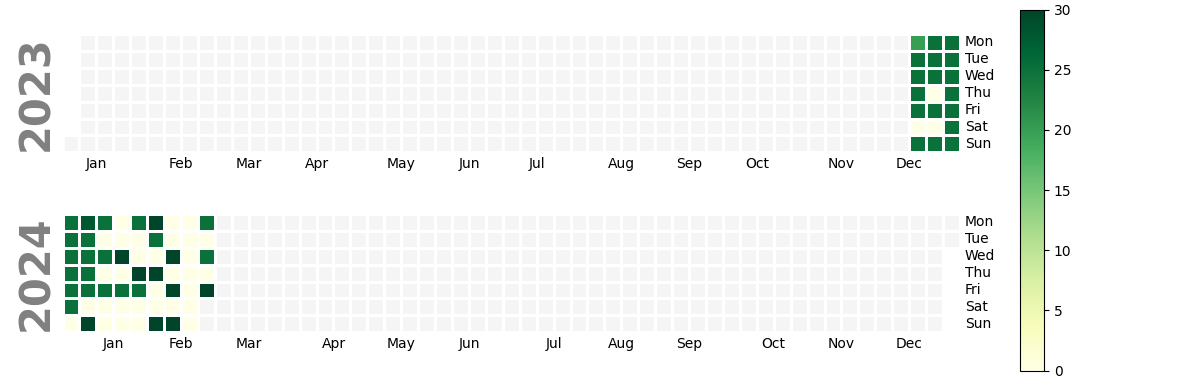 2023
Mon
Tue
Wed
Thu
Fri
Sat
Sun
Jan Feb Mar Apr May Jun Jul Aug Sep Oct Nov Dec
2024
Mon
Tue
Wed
Thu
Fri
Sat
Sun
Jan Feb Mar Apr May Jun Jul Aug Sep Oct Nov Dec
30
25
20
15
10
5
0